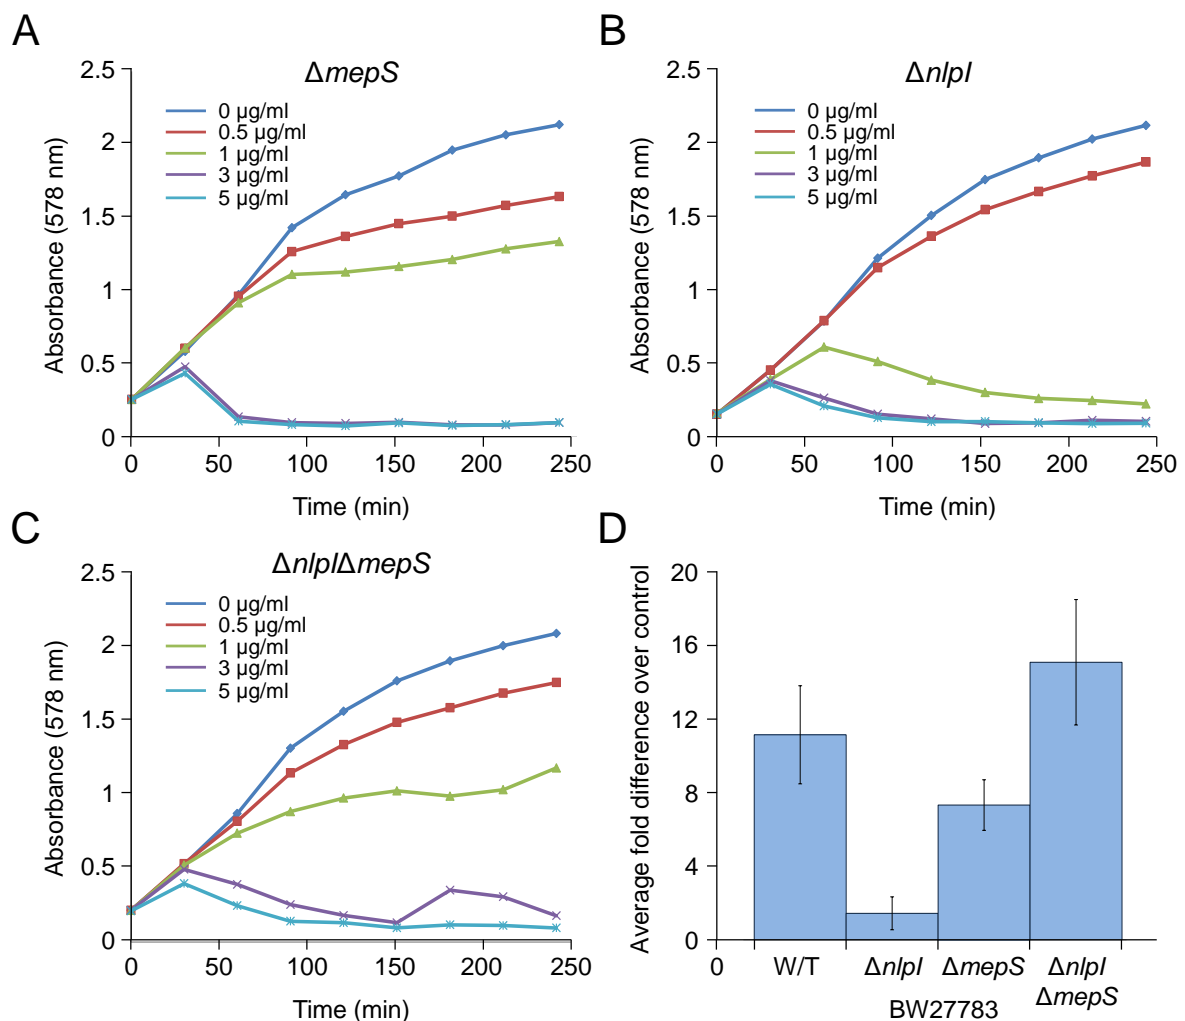 A
ΔmepS
2.5
2
1.5
1
0.5
0
Absorbance (578 nm)
0 µg/ml
0.5 µg/ml
1 µg/ml
3 µg/ml
5 µg/ml
0 50 100 150 200 250
Time (min)
B
ΔnlpI
2.5
2
1.5
1
0.5
0
Absorbance (578 nm)
0 µg/ml
0.5 µg/ml
1 µg/ml
3 µg/ml
5 µg/ml
0 50 100 150 200 250
Time (min)
C
ΔnlpIΔmepS
2.5
2
1.5
1
0.5
0
Absorbance (578 nm)
0 µg/ml
0.5 µg/ml
1 µg/ml
3 µg/ml
5 µg/ml
0 50 100 150 200 250
Time (min)
D
20
16
12
8
4
0
Average fold difference over control
0 W/T ΔnlpI ΔmepS ΔnlpI
ΔmepS
BW27783